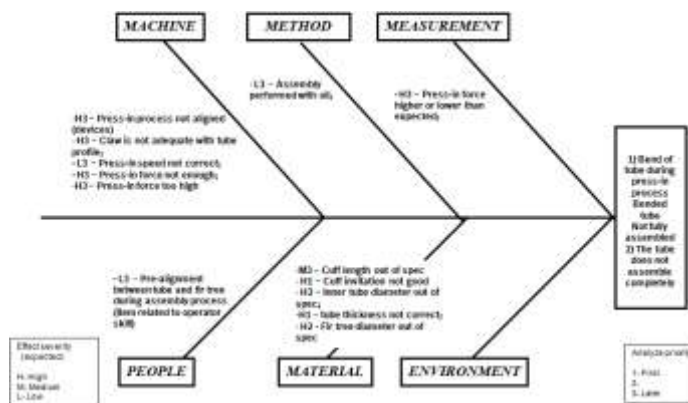 MACHINE
METHOD
MEASUREMENT
-L3 – Assembly
performed with oil;
-H3 – Press-in force
higher or lower than
expected;
-H3 – Press-in process not aligned
(devices)
-H3 – Claw is not adequate with tube
profile;
-L3 – Press-in speed not correct;
-H3 – Press-in force not enough;
-H3 – Press-in force too high
1) Bend of
tube during
press-in
process
Bended
tube
Not fully
assembled
2) The tube
does not
assemble
completely
-L3 – Pre-alignment
between tube and fir tree
during assembly process
(item related to operator
skill)
-M3 – Cuff length out of spec
-H1 – Cuff not good
-H2 – Inner tube diameter out of
spec;
-H1 – tube thickness not correct;
-H2 – Fir tree diameter out of
spec
Effect severity
(expected)
H- High
M- Medium
L- Low
PEOPLE
MATERIAL
ENVIRONMENT
Analyze
1- First
2-
3- Later